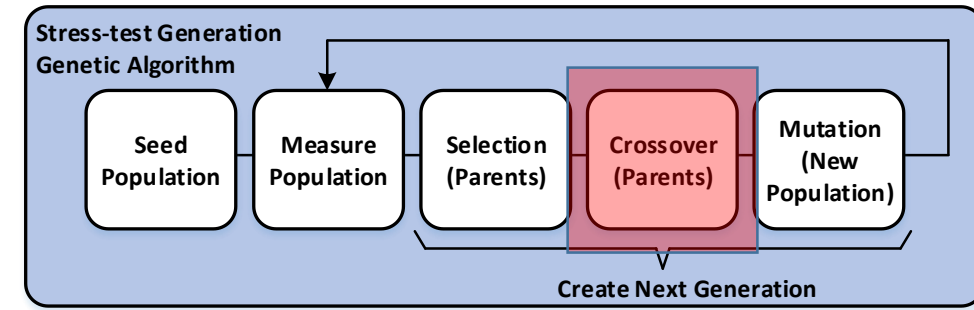 Stress-test Generation
Genetic Algorithm
Seed
Population
Measure
Population
Selection
(Parents)
Crossover
(Parents)
Mutation
(New
Population)
Create Next Generation